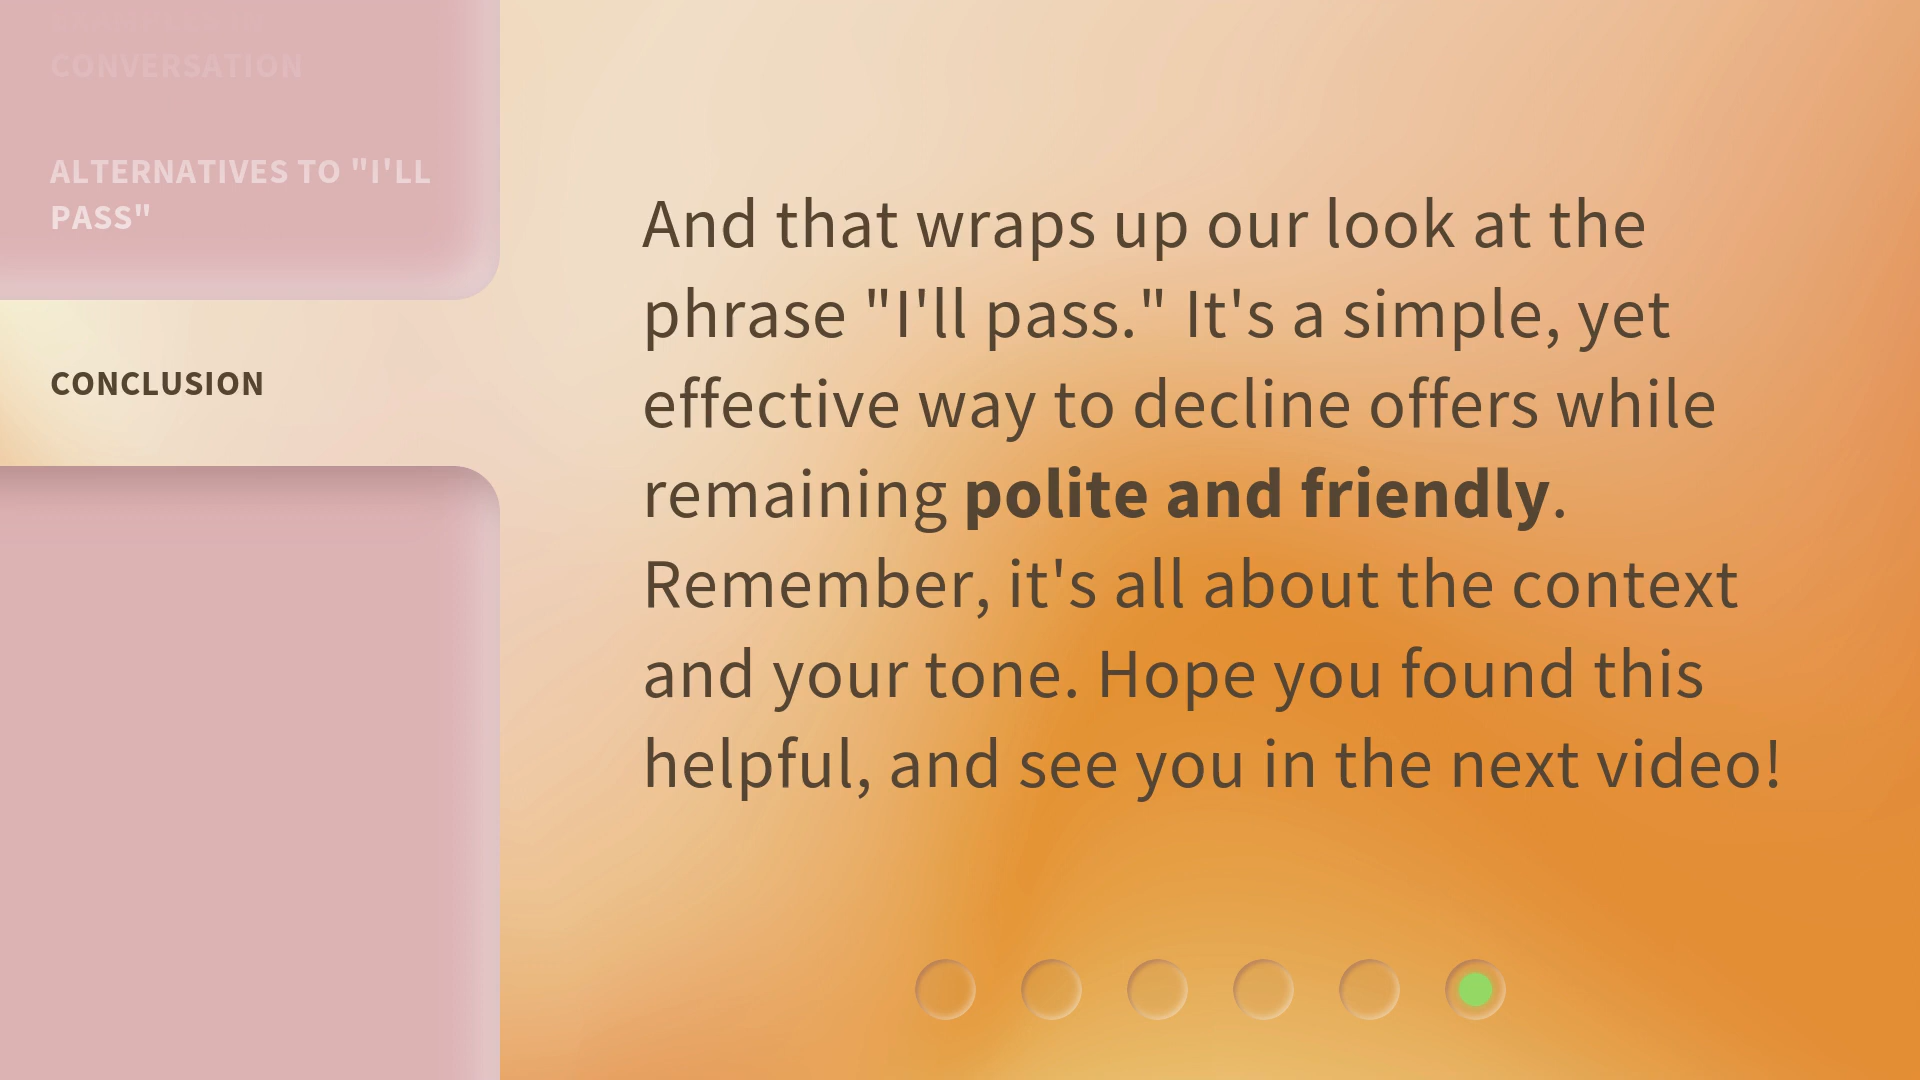 CONVERSATION
ALTERNATIVES TO "I'LL
PASS"
CONCLUSION
And that wraps up our look at the
phrase "I'll pass." It's a simple, yet
effective way to decline offers while
remaining polite and friendly.
Remember, it's all about the context
and your tone. Hope you found this
helpful, and see you in the next video!